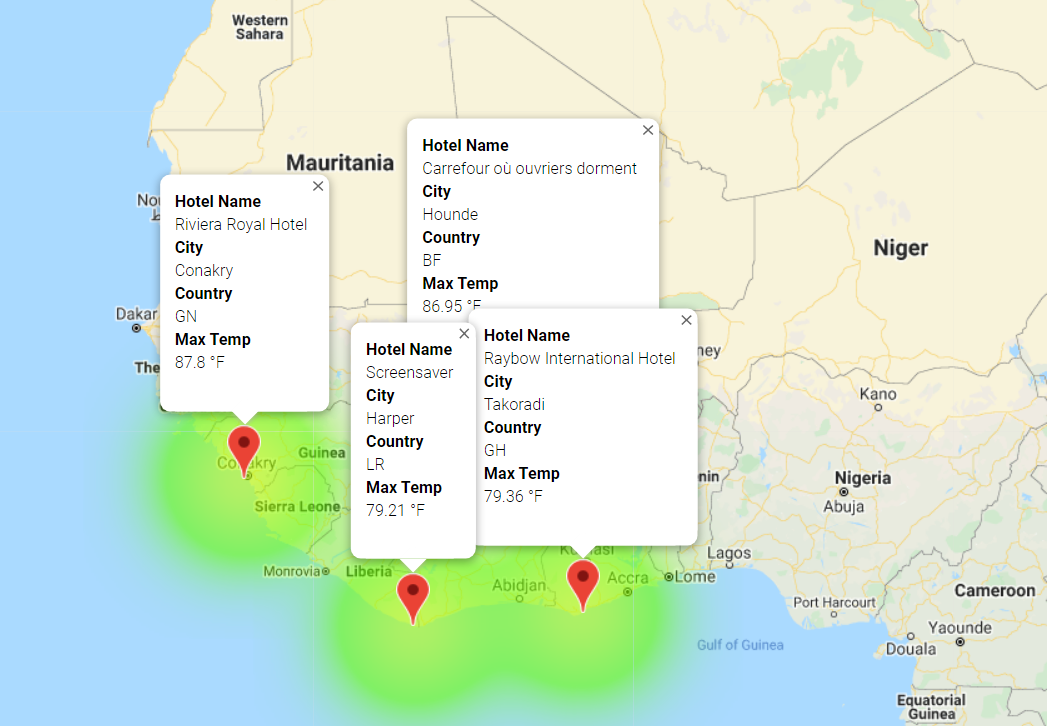 Western
Sahara
Mauritania
Niger
Hotel Name
Carrefour où ouvriers dorment
City
Hounde
Country
BF
Max Temp
86.95 °F
Hotel Name
Riviera Royal Hotel
City
Conakry
Country
GN
Max Temp
87.8 °F
Hotel Name
Screensaver
City
Harper
Country
LR
Max Temp
79.21 °F
Hotel Name
Raybow International Hotel
City
Takoradi
Country
GH
Max Temp
79.36 °F
Dakar
The
Conakry
Guinea
Sierra Leone
Monrovia
Liberia
Abidjan
Accra
Lome
Lagos
Kano
Nigeria
Abuja
Port Harcourt
Cameroon
Yaounde
Douala
Gulf of Guinea
Equatorial
Guinea